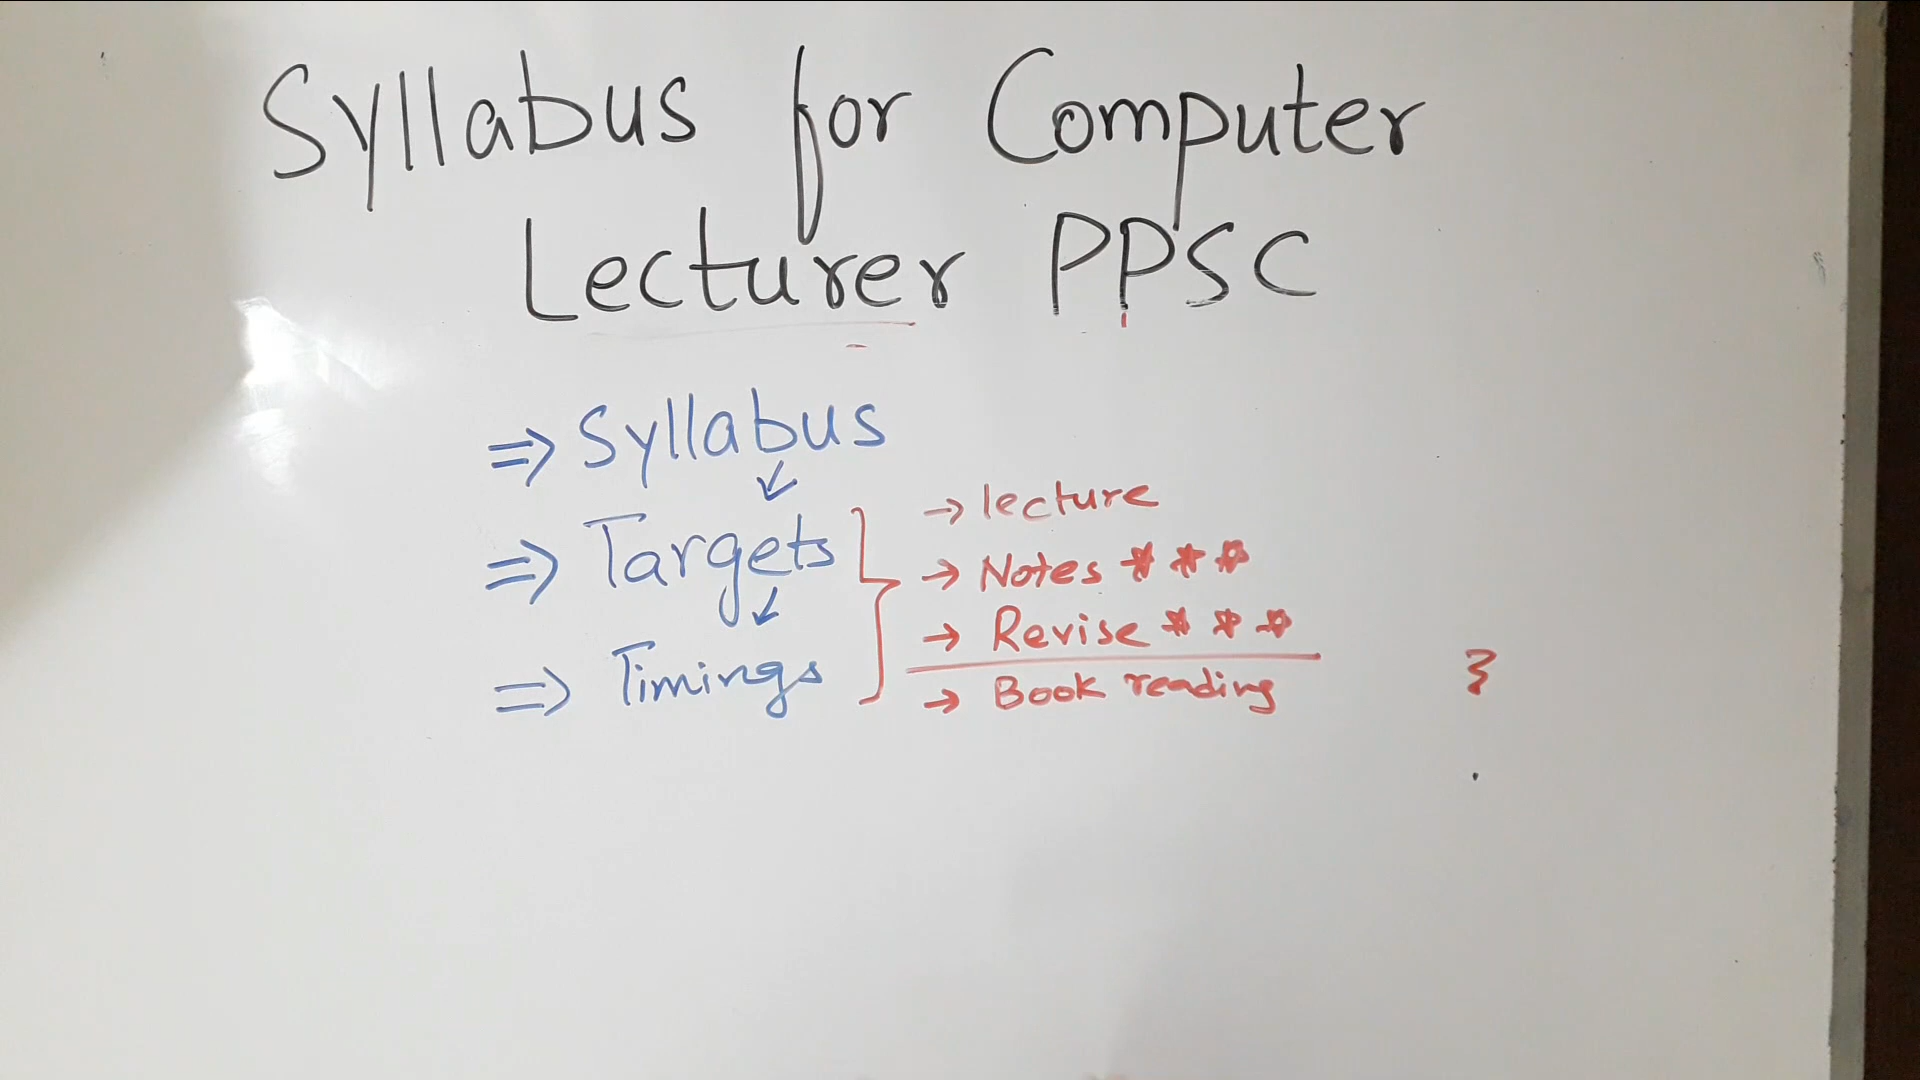 Syllabus for Computer
Lecturer PPSC
⇒ Syllabus
↓
⇒ Targets
↓
⇒ Timings
→ lecture
→ Notes ***
→ Revise ***
→ Book reading